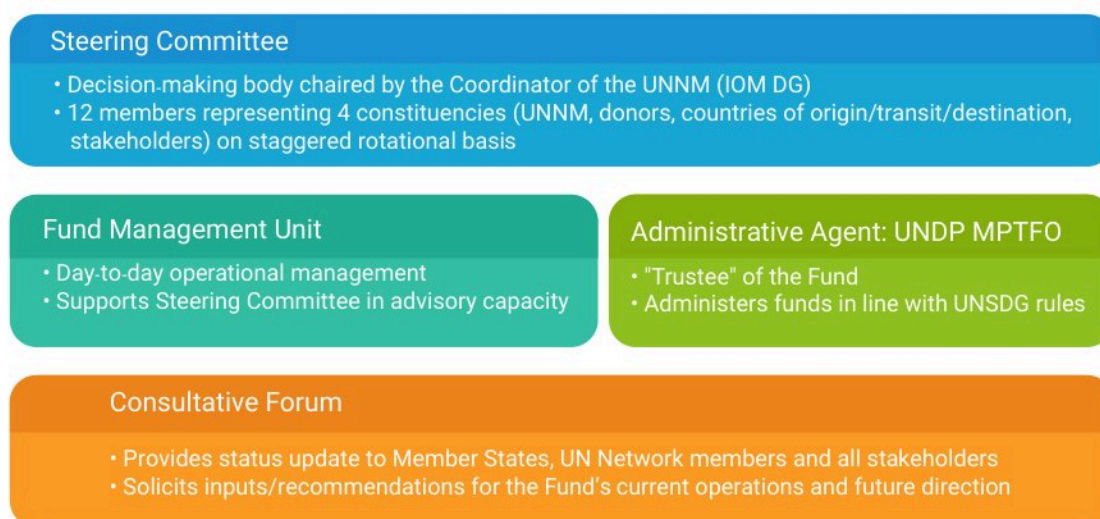 Steering Committee
• Decision-making body chaired by the Coordinator of the UNNM (IOM DG)
• 12 members representing 4 constituencies (UNNM, donors, countries of origin/transit/destination,
stakeholders) on staggered rotational basis
Fund Management Unit
• Day-to-day operational management
• Supports Steering Committee in advisory capacity
Administrative Agent: UNDP MPTFO
• "Trustee" of the Fund
• Administers funds in line with UNSDG rules
Consultative Forum
• Provides status update to Member States, UN Network members and all stakeholders
• Solicits inputs/recommendations for the Fund's current operations and future direction